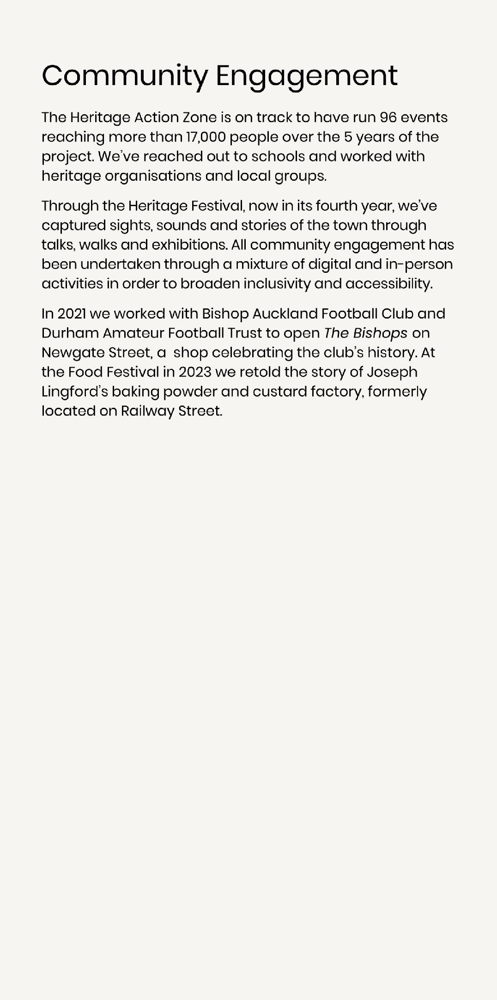 Community Engagement
The Heritage Action Zone is on track to have run 96 events
reaching more than 17,000 people over the 5 years of the
project. We’ve reached out to schools and worked with
heritage organisations and local groups.
Through the Heritage Festival, now in its fourth year, we’ve
captured sights, sounds and stories of the town through
talks, walks and exhibitions. All community engagement has
been undertaken through a mixture of digital and in-person
activities in order to broaden inclusivity and accessibility.
In 2021 we worked with Bishop Auckland Football Club and
Durham Amateur Football Trust to open The Bishops on
Newgate Street, a  shop celebrating the club’s history. At
the Food Festival in 2023 we retold the story of Joseph
Lingford’s baking powder and custard factory, formerly
located on Railway Street.